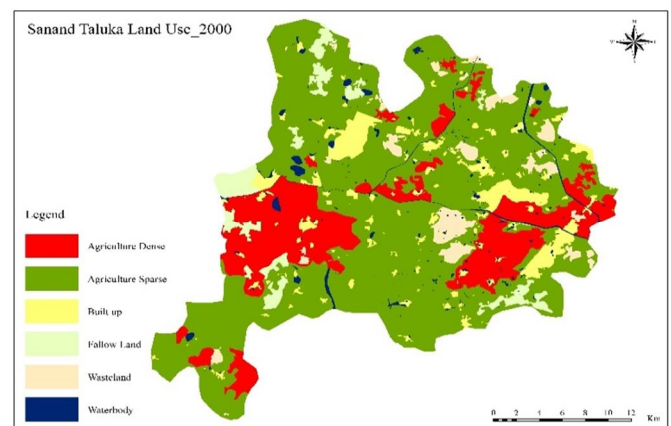 Sanand Taluka Land Use_2000
N
W
E
S
Legend
Agriculture Dense
Agriculture Sparse
Built up
Fallow Land
Wasteland
Waterbody
0 2 4 6 8 10 12
Km